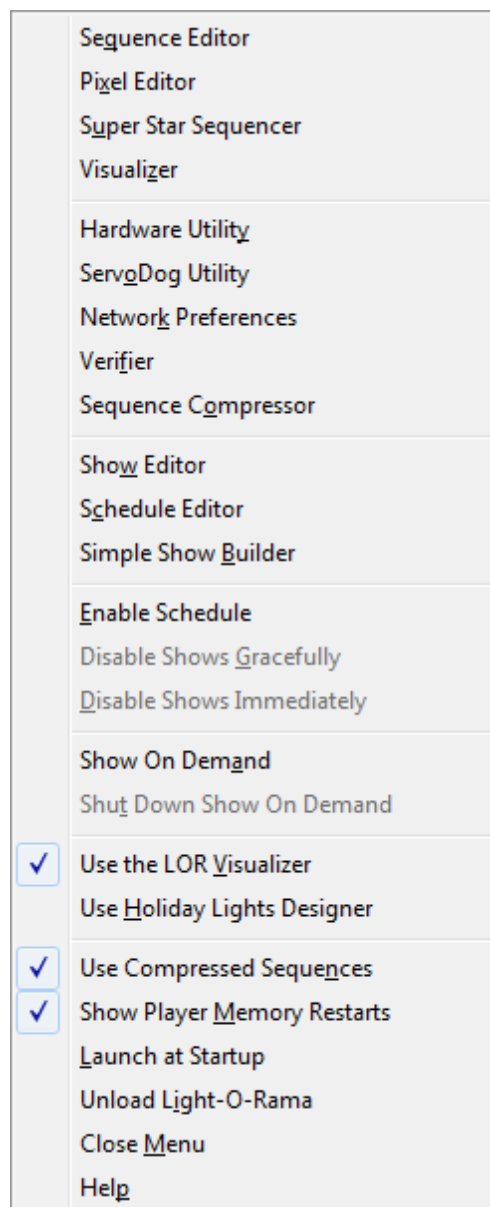 Sequence Editor
Pixel Editor
Super Star Sequencer
Visualizer
Hardware Utility
ServoDog Utility
Network Preferences
Verifier
Sequence Compressor
Show Editor
Schedule Editor
Simple Show Builder
Enable Schedule
Disable Shows Gracefully
Disable Shows Immediately
Show On Demand
Shut Down Show On Demand
Use the LOR Visualizer
Use Holiday Lights Designer
Use Compressed Sequences
Show Player Memory Restarts
Launch at Startup
Unload Light-O-Rama
Close Menu
Help